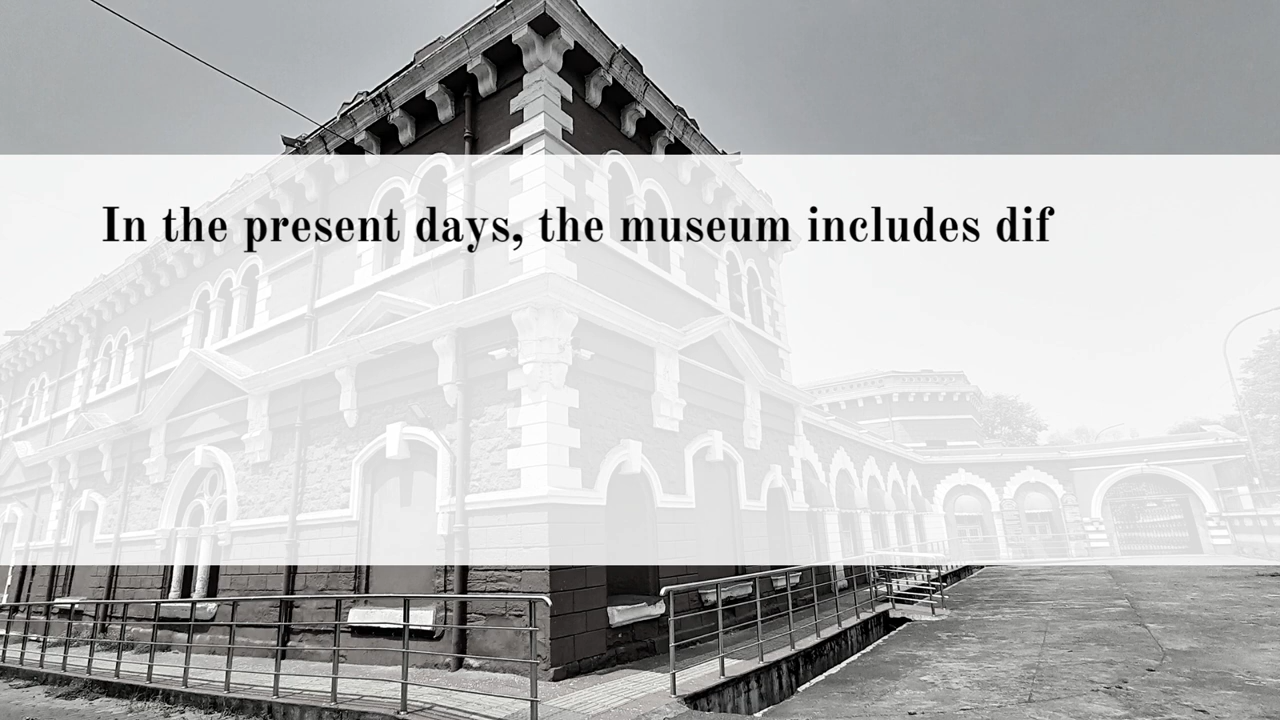 In the present days, the museum includes dif